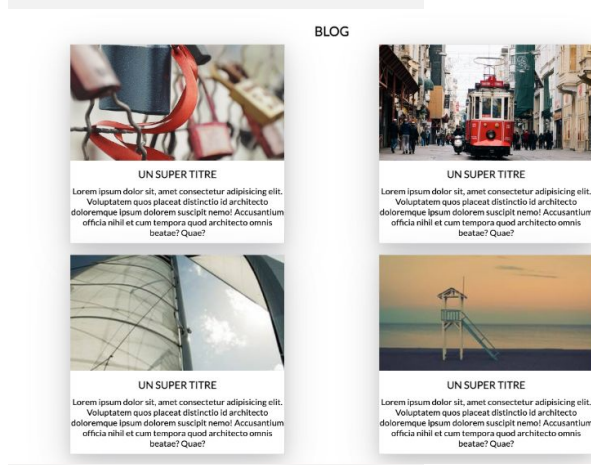 BLOG
UN SUPER TITRE
Lorem ipsum dolor sit, amet consectetur adipisicing elit.
Voluptatem quos placeat distinctio id architecto
doloremque ipsum dolorem suscipit nemo! Accusantium
officia nihil et cum tempora quod architecto omnis
beatae? Quae?
UN SUPER TITRE
Lorem ipsum dolor sit, amet consectetur adipisicing elit.
Voluptatem quos placeat distinctio id architecto
doloremque ipsum dolorem suscipit nemo! Accusantium
officia nihil et cum tempora quod architecto omnis
beatae? Quae?
UN SUPER TITRE
Lorem ipsum dolor sit, amet consectetur adipisicing elit.
Voluptatem quos placeat distinctio id architecto
doloremque ipsum dolorem suscipit nemo! Accusantium
officia nihil et cum tempora quod architecto omnis
beatae? Quae?
UN SUPER TITRE
Lorem ipsum dolor sit, amet consectetur adipisicing elit.
Voluptatem quos placeat distinctio id architecto
doloremque ipsum dolorem suscipit nemo! Accusantium
officia nihil et cum tempora quod architecto omnis
beatae? Quae?